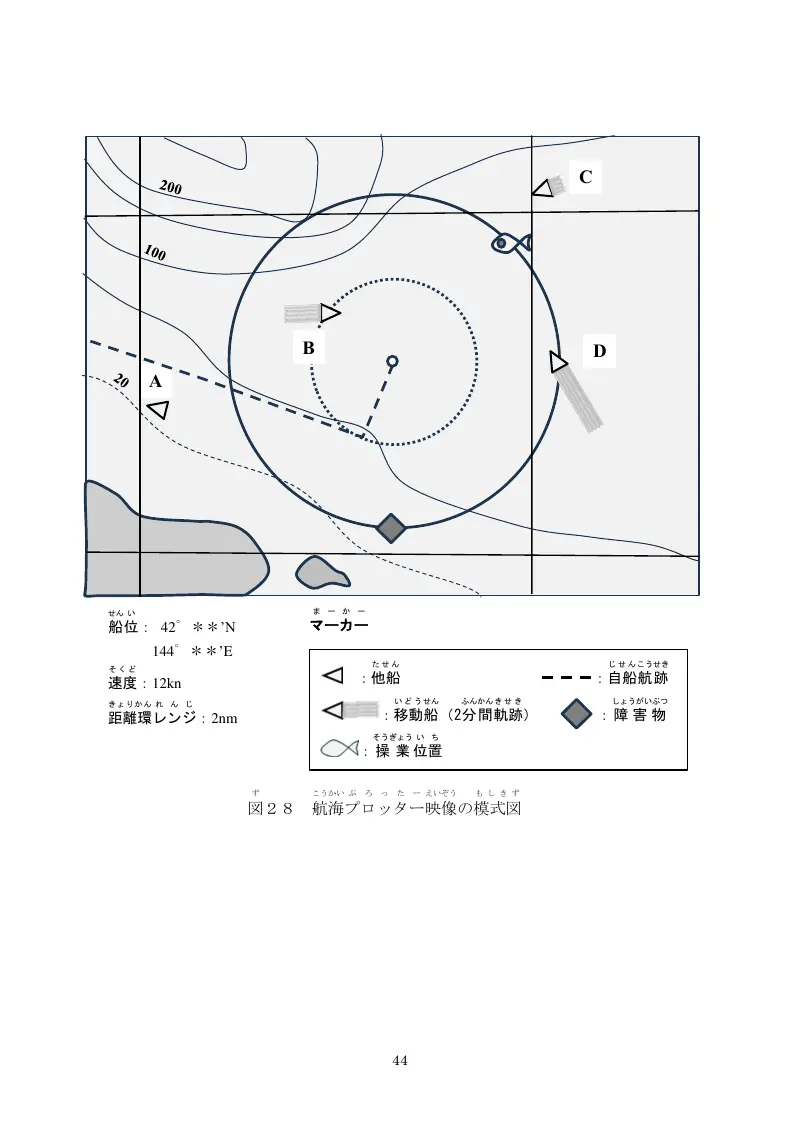 C
200
100
B
D
A
20
せんい
船位： 42°＊＊’N
144°＊＊’E
そくど
速度：12kn
きょりかんれんじ
距離環レンジ：2nm
まーかー
マーカー
たせん
：他船
じせんこうせき
：自船航跡
いどうせん ふんかんきせき
：移動船（2分間軌跡）
しょうがいぶつ
：障害物
そうぎょういち
：操業位置
ず こうかいぷろったーえいぞう もしきず
図２８ 航海プロッター映像の模式図
44